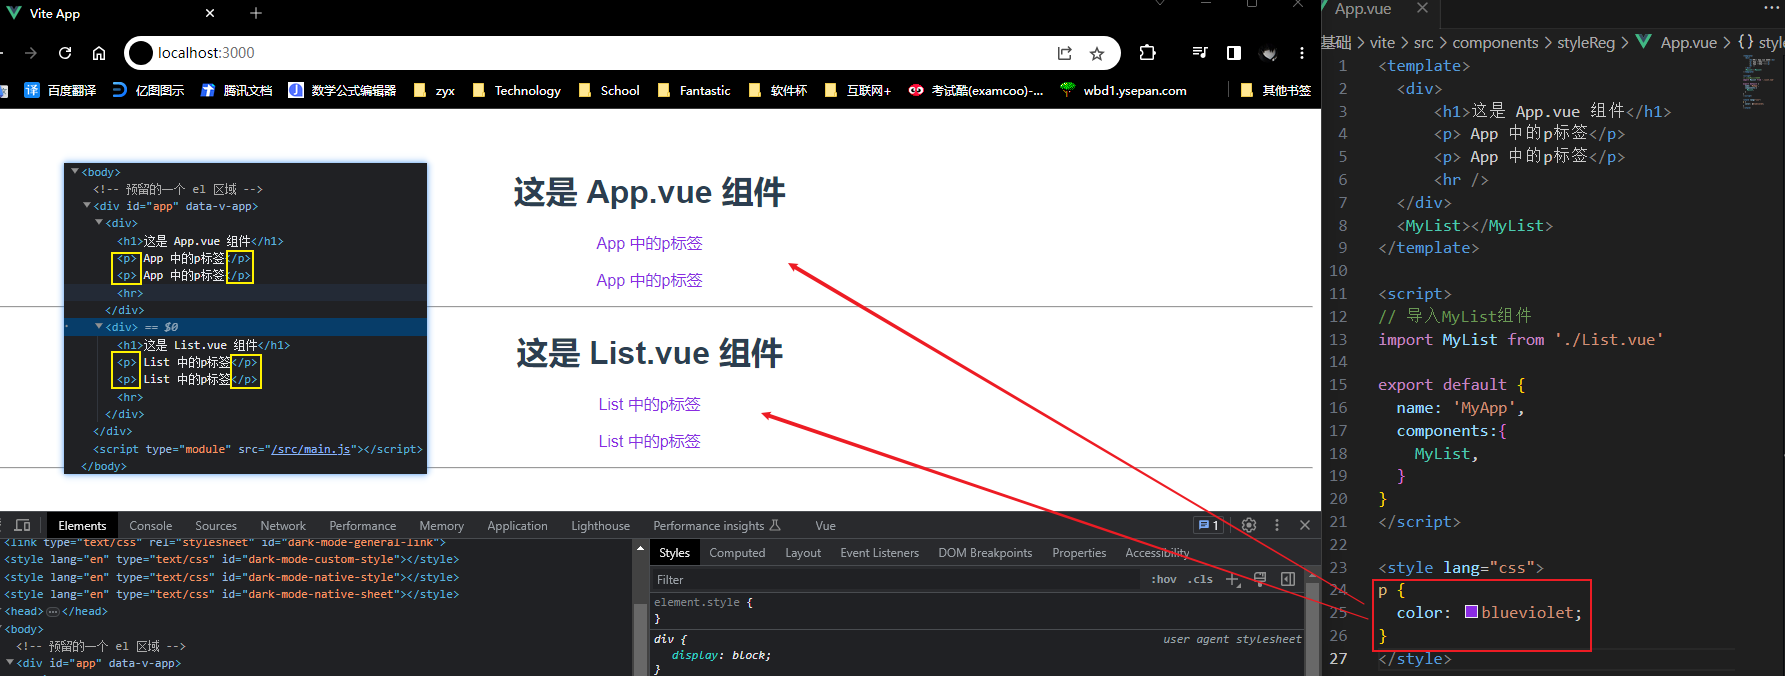 Vite App
localhost:3000
译 百度翻译 亿图图示 腾讯文档 数学公式编辑器 zyx Technology School Fantastic 软件杯 互联网+ 考试酷(examcoo)-... wbd1.ysepan.com 其他书签
<body>
<!-- 预留的一个 el 区域 -->
<div id="app" data-v-app>
<div>
<h1>这是 App.vue 组件</h1>
<p> App 中的p标签</p>
<p> App 中的p标签</p>
<hr>
</div>
<div> == $0
<h1>这是 List.vue 组件</h1>
<p> List 中的p标签</p>
<p> List 中的p标签</p>
<hr>
</div>
</div>
<script type="module" src="/src/main.js"></script>
</body>
这是 App.vue 组件
App 中的p标签
App 中的p标签
这是 List.vue 组件
List 中的p标签
List 中的p标签
Elements Console Sources Network Performance Memory Application Lighthouse Performance insights Vue 1
<link type="text/css" rel="stylesheet" id="dark-mode-general-link">
<style lang="en" type="text/css" id="dark-mode-custom-style"></style>
<style lang="en" type="text/css" id="dark-mode-native-style"></style>
<style lang="en" type="text/css" id="dark-mode-native-sheet"></style>
<head>⋯</head>
<body>
<!-- 预留的一个 el 区域 -->
<div id="app" data-v-app>
Styles Computed Layout Event Listeners DOM Breakpoints Properties Accessibility
Filter :hov .cls
element.style {
}
div { user agent stylesheet
display: block;
}
App.vue
基础 > vite > src > components > styleReg > App.vue > {} style
1 <template>
2 <div>
3 <h1>这是 App.vue 组件</h1>
4 <p> App 中的p标签</p>
5 <p> App 中的p标签</p>
6 <hr />
7 </div>
8 <MyList></MyList>
9 </template>
10
11 <script>
12 // 导入MyList组件
13 import MyList from './List.vue'
14
15 export default {
16 name: 'MyApp',
17 components:{
18 MyList,
19 }
20 }
21 </script>
22
23 <style lang="css">
24 p {
25 color: blueviolet;
26 }
27 </style>